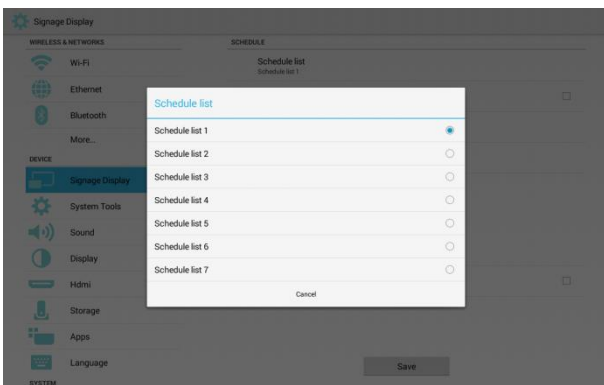 Signage Display
WIRELESS & NETWORKS
Wi-Fi
Ethernet
Bluetooth
More...
DEVICE
Signage Display
System Tools
Sound
Display
Hdmi
Storage
Apps
Language
SYSTEM
SCHEDULE
Schedule list
Schedule list 1
Schedule list
Schedule list 1
Schedule list 2
Schedule list 3
Schedule list 4
Schedule list 5
Schedule list 6
Schedule list 7
Cancel
Save